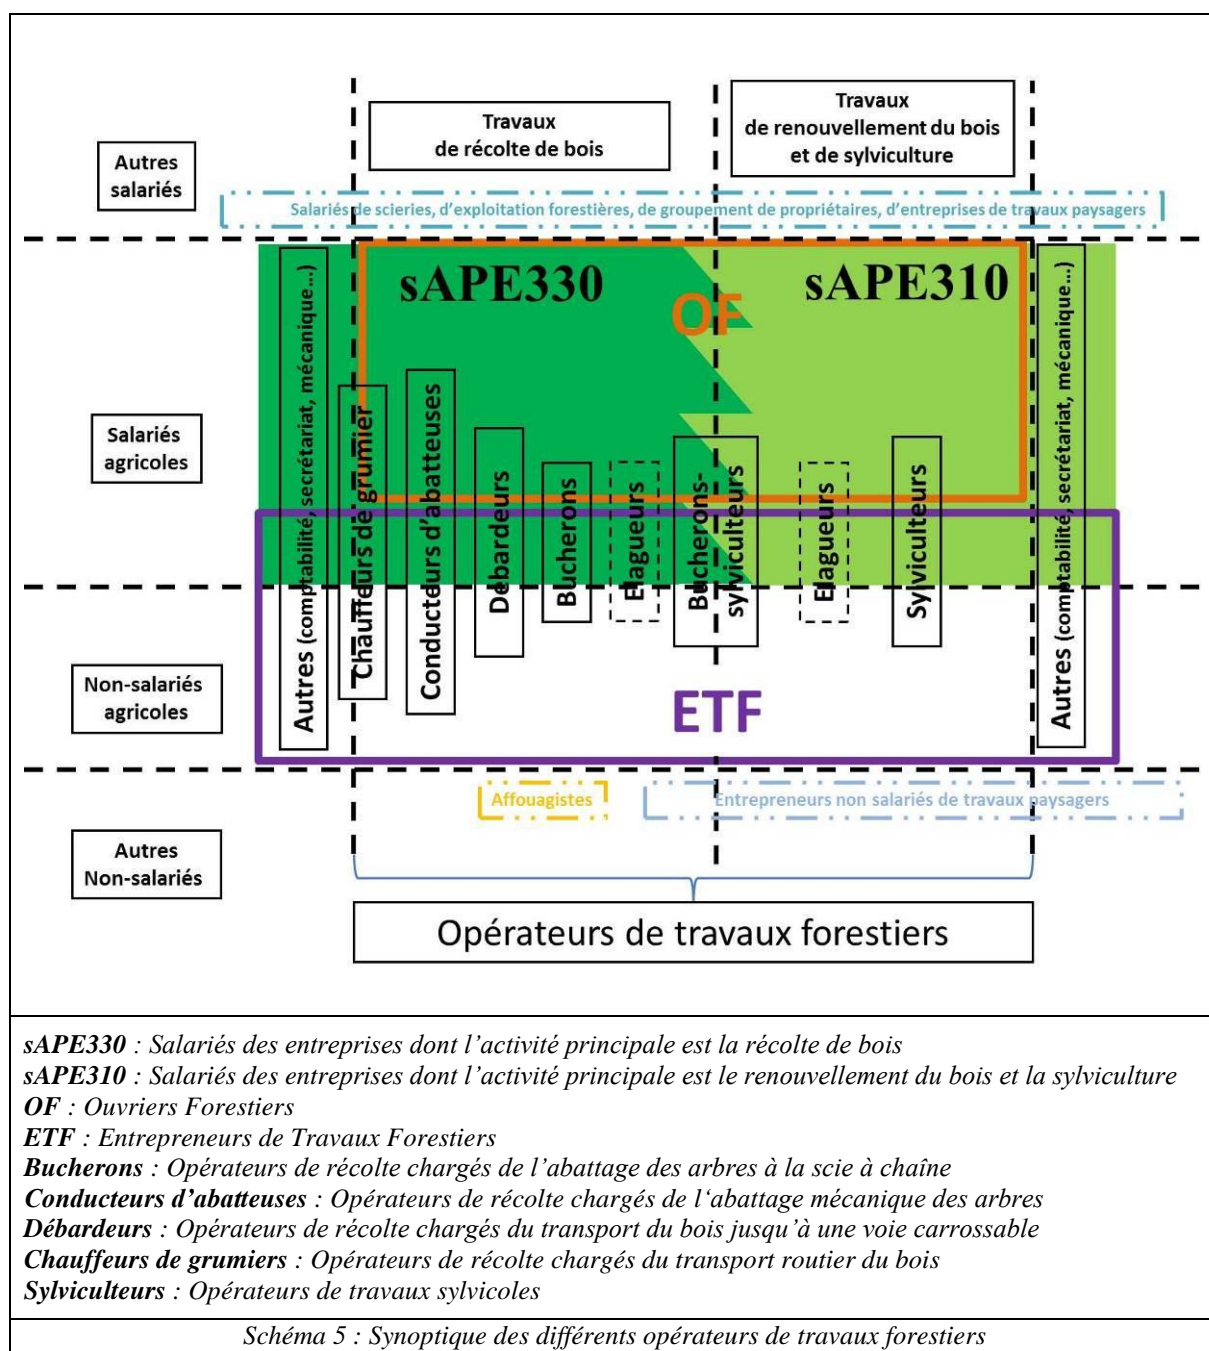 Travaux
de récolte de bois
Travaux
de renouvellement du bois
et de sylviculture
Autres
salariés
Salariés de scieries, d'exploitation forestières, de groupement de propriétaires, d'entreprises de travaux paysagers
sAPE330
sAPE310
OF
Salariés
agricoles
Autres (comptabilité, secrétariat, mécanique...)
Chauffeurs de grumier
Conducteurs d'abatteuses
Débardeurs
Bucherons
Elagueurs
Bucherons-
sylviculteurs
Elagueurs
Sylviculteurs
Autres (comptabilité, secrétariat, mécanique...)
Non-salariés
agricoles
ETF
Affouagistes
Entrepreneurs non salariés de travaux paysagers
Autres
Non-salariés
Opérateurs de travaux forestiers
sAPE330 : Salariés des entreprises dont l'activité principale est la récolte de bois
sAPE310 : Salariés des entreprises dont l'activité principale est le renouvellement du bois et la sylviculture
OF : Ouvriers Forestiers
ETF : Entrepreneurs de Travaux Forestiers
Bucherons : Opérateurs de récolte chargés de l'abattage des arbres à la scie à chaîne
Conducteurs d'abatteuses : Opérateurs de récolte chargés de l'abattage mécanique des arbres
Débardeurs : Opérateurs de récolte chargés du transport du bois jusqu'à une voie carrossable
Chauffeurs de grumiers : Opérateurs de récolte chargés du transport routier du bois
Sylviculteurs : Opérateurs de travaux sylvicoles
Schéma 5 : Synoptique des différents opérateurs de travaux forestiers